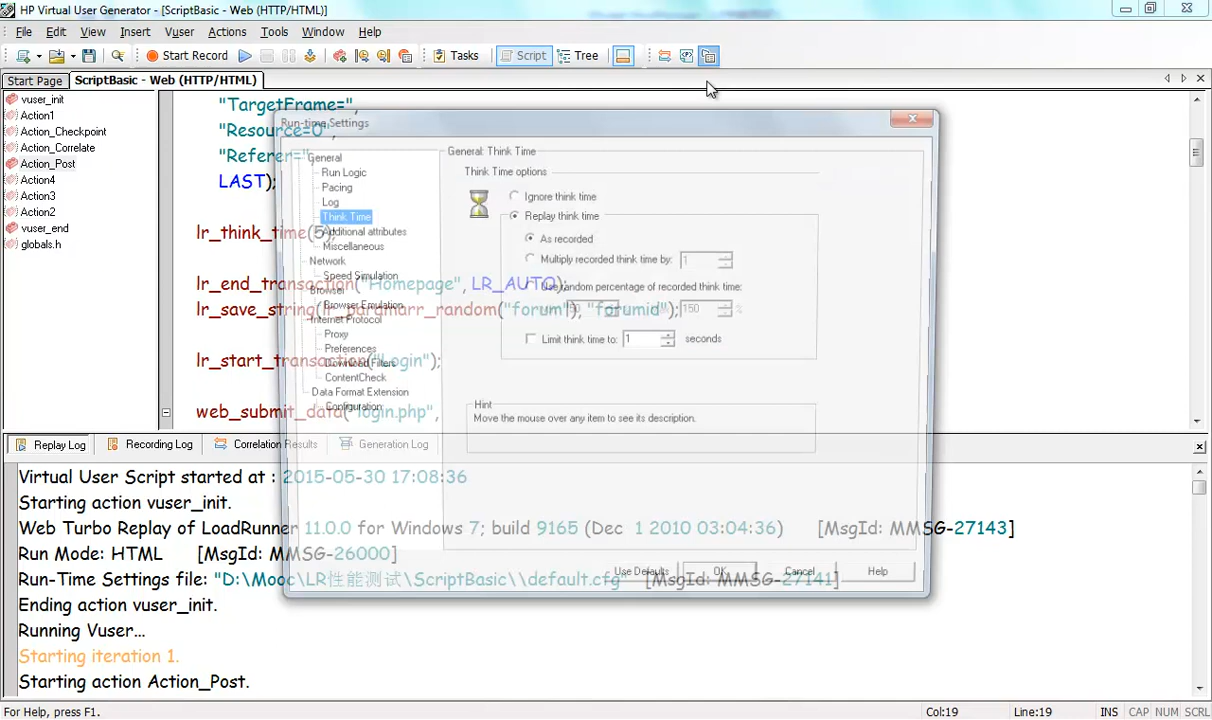 HP Virtual User Generator - [ScriptBasic - Web (HTTP/HTML)]
File Edit View Insert Vuser Actions Tools Window Help
Start Record Tasks Script Tree
Start Page ScriptBasic - Web (HTTP/HTML)
vuser_init
Action1
Action_Checkpoint
Action_Correlate
Action_Post
Action4
Action3
Action2
vuser_end
globals.h
"TargetFrame=",
"Resource=0",
"Referer=",
LAST);
lr_think_time(5);
lr_end_transaction("Homepage", LR_AUTO);
lr_save_string(lr_paramarr_random("forum"), "forumid");
lr_start_transaction("Login");
web_submit_data("login.php",
Run-time Settings
General
Run Logic
Pacing
Log
Think Time
Additional attributes
Miscellaneous
Network
Speed Simulation
Browser
Browser Emulation
Internet Protocol
Proxy
Preferences
Download Filters
ContentCheck
Data Format Extension
Configuration
General: Think Time
Think Time options
Ignore think time
Replay think time
As recorded
Multiply recorded think time by: 1
Use random percentage of recorded think time:
50 150 %
Limit think time to: 1 seconds
Hint
Move the mouse over any item to see its description.
Use Defaults OK Cancel Help
Replay Log Recording Log Correlation Results Generation Log
Virtual User Script started at : 2015-05-30 17:08:36
Starting action vuser_init.
Web Turbo Replay of LoadRunner 11.0.0 for Windows 7; build 9165 (Dec 1 2010 03:04:36) [MsgId: MMSG-27143]
Run Mode: HTML [MsgId: MMSG-26000]
Run-Time Settings file: "D:\Mooc\LR性能测试\ScriptBasic\\default.cfg" [MsgId: MMSG-27141]
Ending action vuser_init.
Running Vuser...
Starting iteration 1.
Starting action Action_Post.
For Help, press F1. Col:19 Line:19 INS CAP NUM SCRL